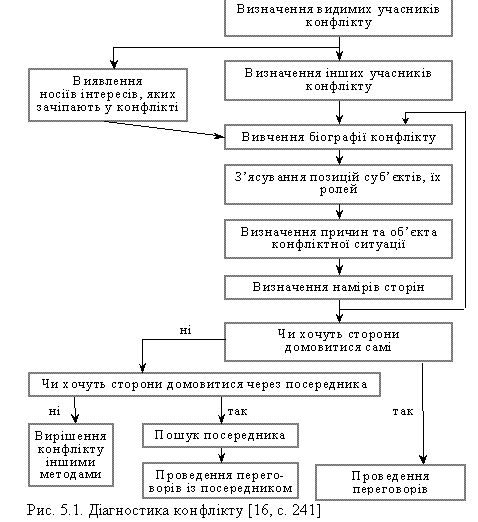 Визначення видимих учасників
конфлікту
Виявлення
носіїв інтересів, яких
зачіпають у конфлікті
Визначення інших учасників
конфлікту
Вивчення біографії конфлікту
З’ясування позицій суб’єктів, їх
ролей
Визначення причин та об’єкта
конфліктної ситуації
Визначення намірів сторін
ні
Чи хочуть сторони
домовитися самі
Чи хочуть сторони домовитися через посередника
ні
так
так
Вирішення
конфлікту
іншими
методами
Пошук посередника
Проведення перего-
ворів із посередником
Проведення
переговорів
Рис. 5.1. Діагностика конфлікту [16, с. 241]